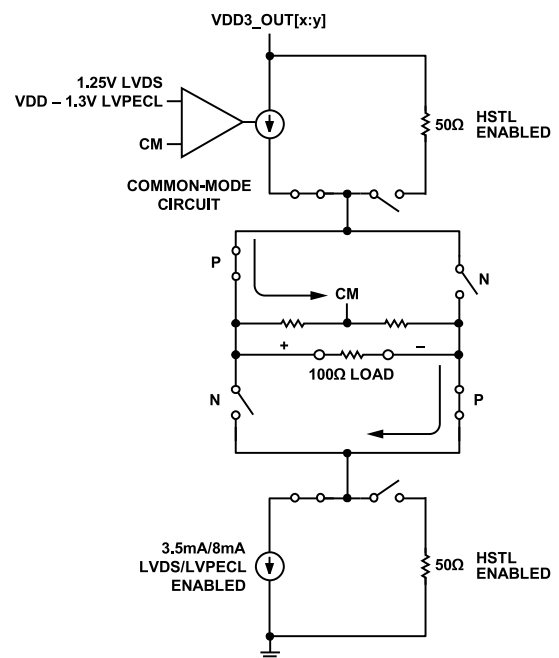 VDD3_OUT[x:y]
1.25V LVDS
VDD – 1.3V LVPECL
CM
COMMON-MODE
CIRCUIT
50Ω
HSTL
ENABLED
P
N
CM
+
–
100Ω LOAD
N
P
3.5mA/8mA
LVDS/LVPECL
ENABLED
50Ω
HSTL
ENABLED